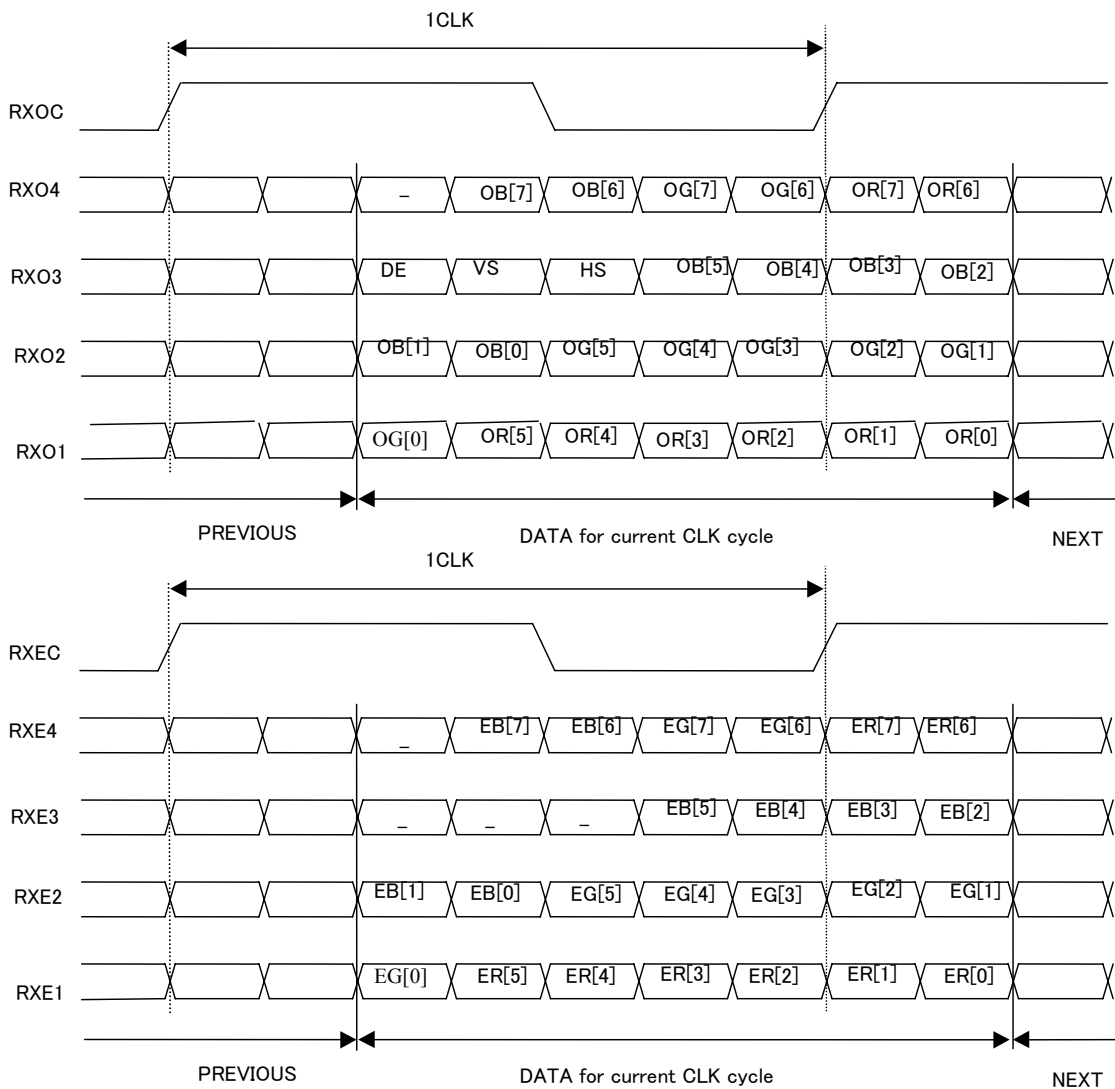 1CLK
RXOC
RXO4 _ OB[7] OB[6] OG[7] OG[6] OR[7] OR[6]
RXO3 DE VS HS OB[5] OB[4] OB[3] OB[2]
RXO2 OB[1] OB[0] OG[5] OG[4] OG[3] OG[2] OG[1]
RXO1 OG[0] OR[5] OR[4] OR[3] OR[2] OR[1] OR[0]
PREVIOUS DATA for current CLK cycle NEXT
1CLK
RXEC
RXE4 _ EB[7] EB[6] EG[7] EG[6] ER[7] ER[6]
RXE3 _ _ _ EB[5] EB[4] EB[3] EB[2]
RXE2 EB[1] EB[0] EG[5] EG[4] EG[3] EG[2] EG[1]
RXE1 EG[0] ER[5] ER[4] ER[3] ER[2] ER[1] ER[0]
PREVIOUS DATA for current CLK cycle NEXT